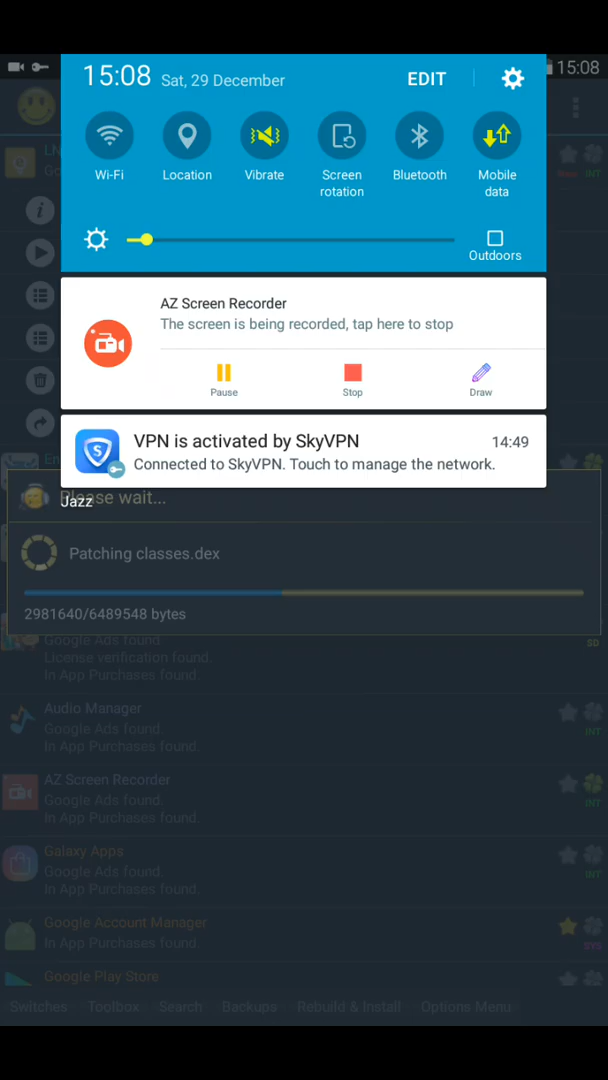 15:08 Sat, 29 December EDIT
15:08
Wi-Fi
Location
Vibrate
Screen rotation
Bluetooth
Mobile data
Outdoors
AZ Screen Recorder
The screen is being recorded, tap here to stop
Pause
Stop
Draw
VPN is activated by SkyVPN 14:49
Connected to SkyVPN. Touch to manage the network.
Jazz
Please wait...
Patching classes.dex
2981640/6489548 bytes
Google Ads found
SD
License verification found.
In App Purchases found.
Audio Manager
Google Ads found.
INT
In App Purchases found.
AZ Screen Recorder
Google Ads found.
INT
In App Purchases found.
Galaxy Apps
Google Ads found.
INT
In App Purchases found.
Google Account Manager
In App Purchases found.
SYS
Google Play Store
Switches Toolbox Search Backups Rebuild & Install Options Menu